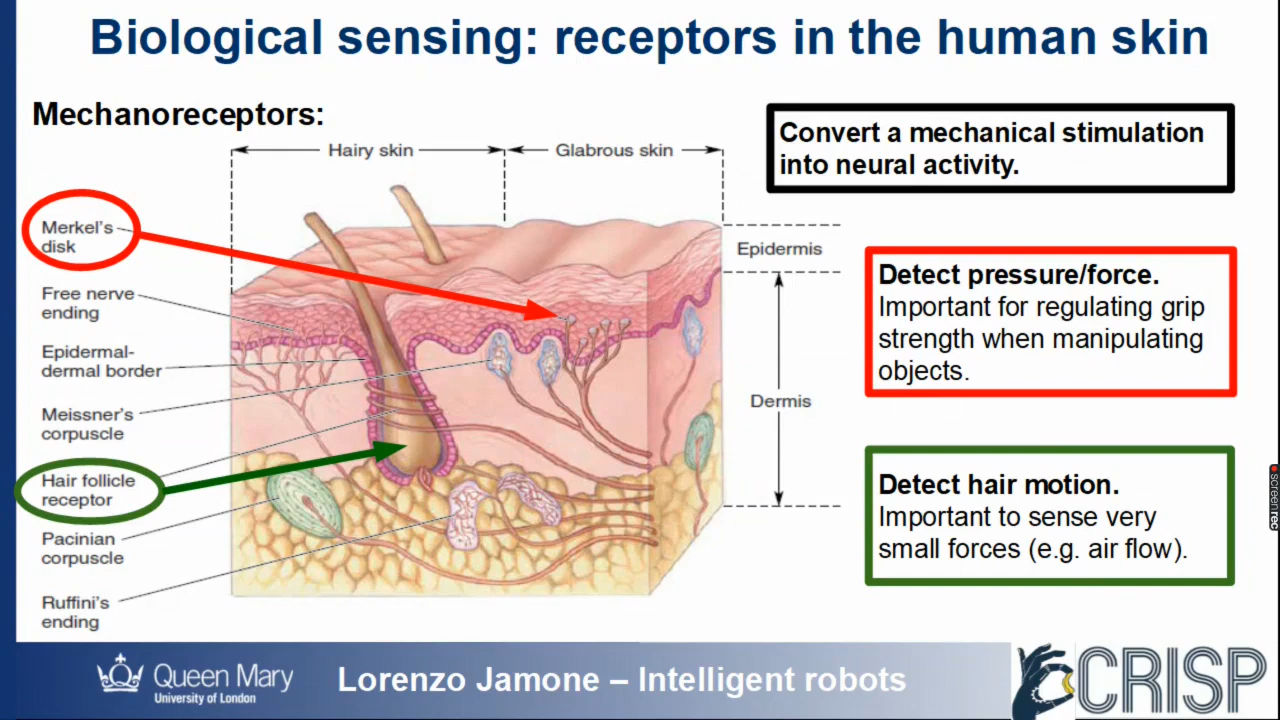 Biological sensing: receptors in the human skin
Mechanoreceptors:
Convert a mechanical stimulation
into neural activity.
Hairy skin
Glabrous skin
Merkel's
disk
Free nerve
ending
Epidermal-
dermal border
Meissner's
corpuscle
Hair follicle
receptor
Pacinian
corpuscle
Ruffini's
ending
Epidermis
Dermis
Detect pressure/force.
Important for regulating grip
strength when manipulating
objects.
Detect hair motion.
Important to sense very
small forces (e.g. air flow).
screenrec
Queen Mary
University of London
Lorenzo Jamone – Intelligent robots
CRISP